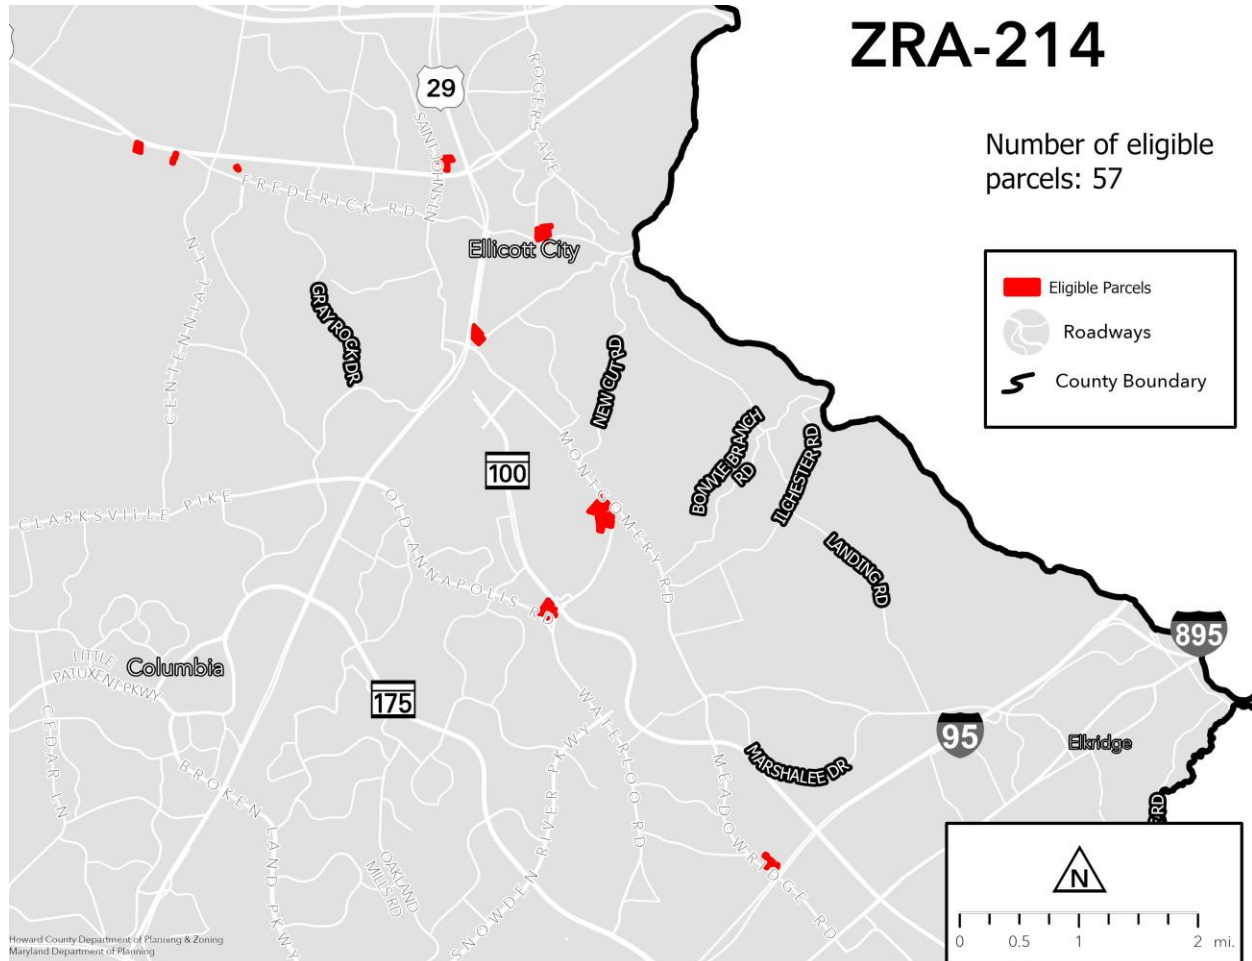 ZRA-214
Number of eligible
parcels: 57
Eligible Parcels
Roadways
County Boundary
29
ROGERS AVE
SAINT JOHNS LN
FREDERICK RD
Ellicott City
CENTENNIAL LN
GRAY ROCK DR
NEW CUT RD
BONNIE BRANCH
RD
ILCHESTER RD
MONTGOMERY RD
100
CLARKSVILLE PIKE
OLD ANNAPOLIS RD
LANDING RD
895
Columbia
LITTLE
PATUXENT PKWY
175
CEDAR LN
WATERLOO RD
95
Elkridge
MARSHALEE DR
BROKEN LAND PKWY
SNOWDEN RIVER PKWY
MEADOWRIDGE RD
OAKLAND
MILLS RD
RD
N
0 0.5 1 2 mi.
Howard County Department of Planning & Zoning
Maryland Department of Planning